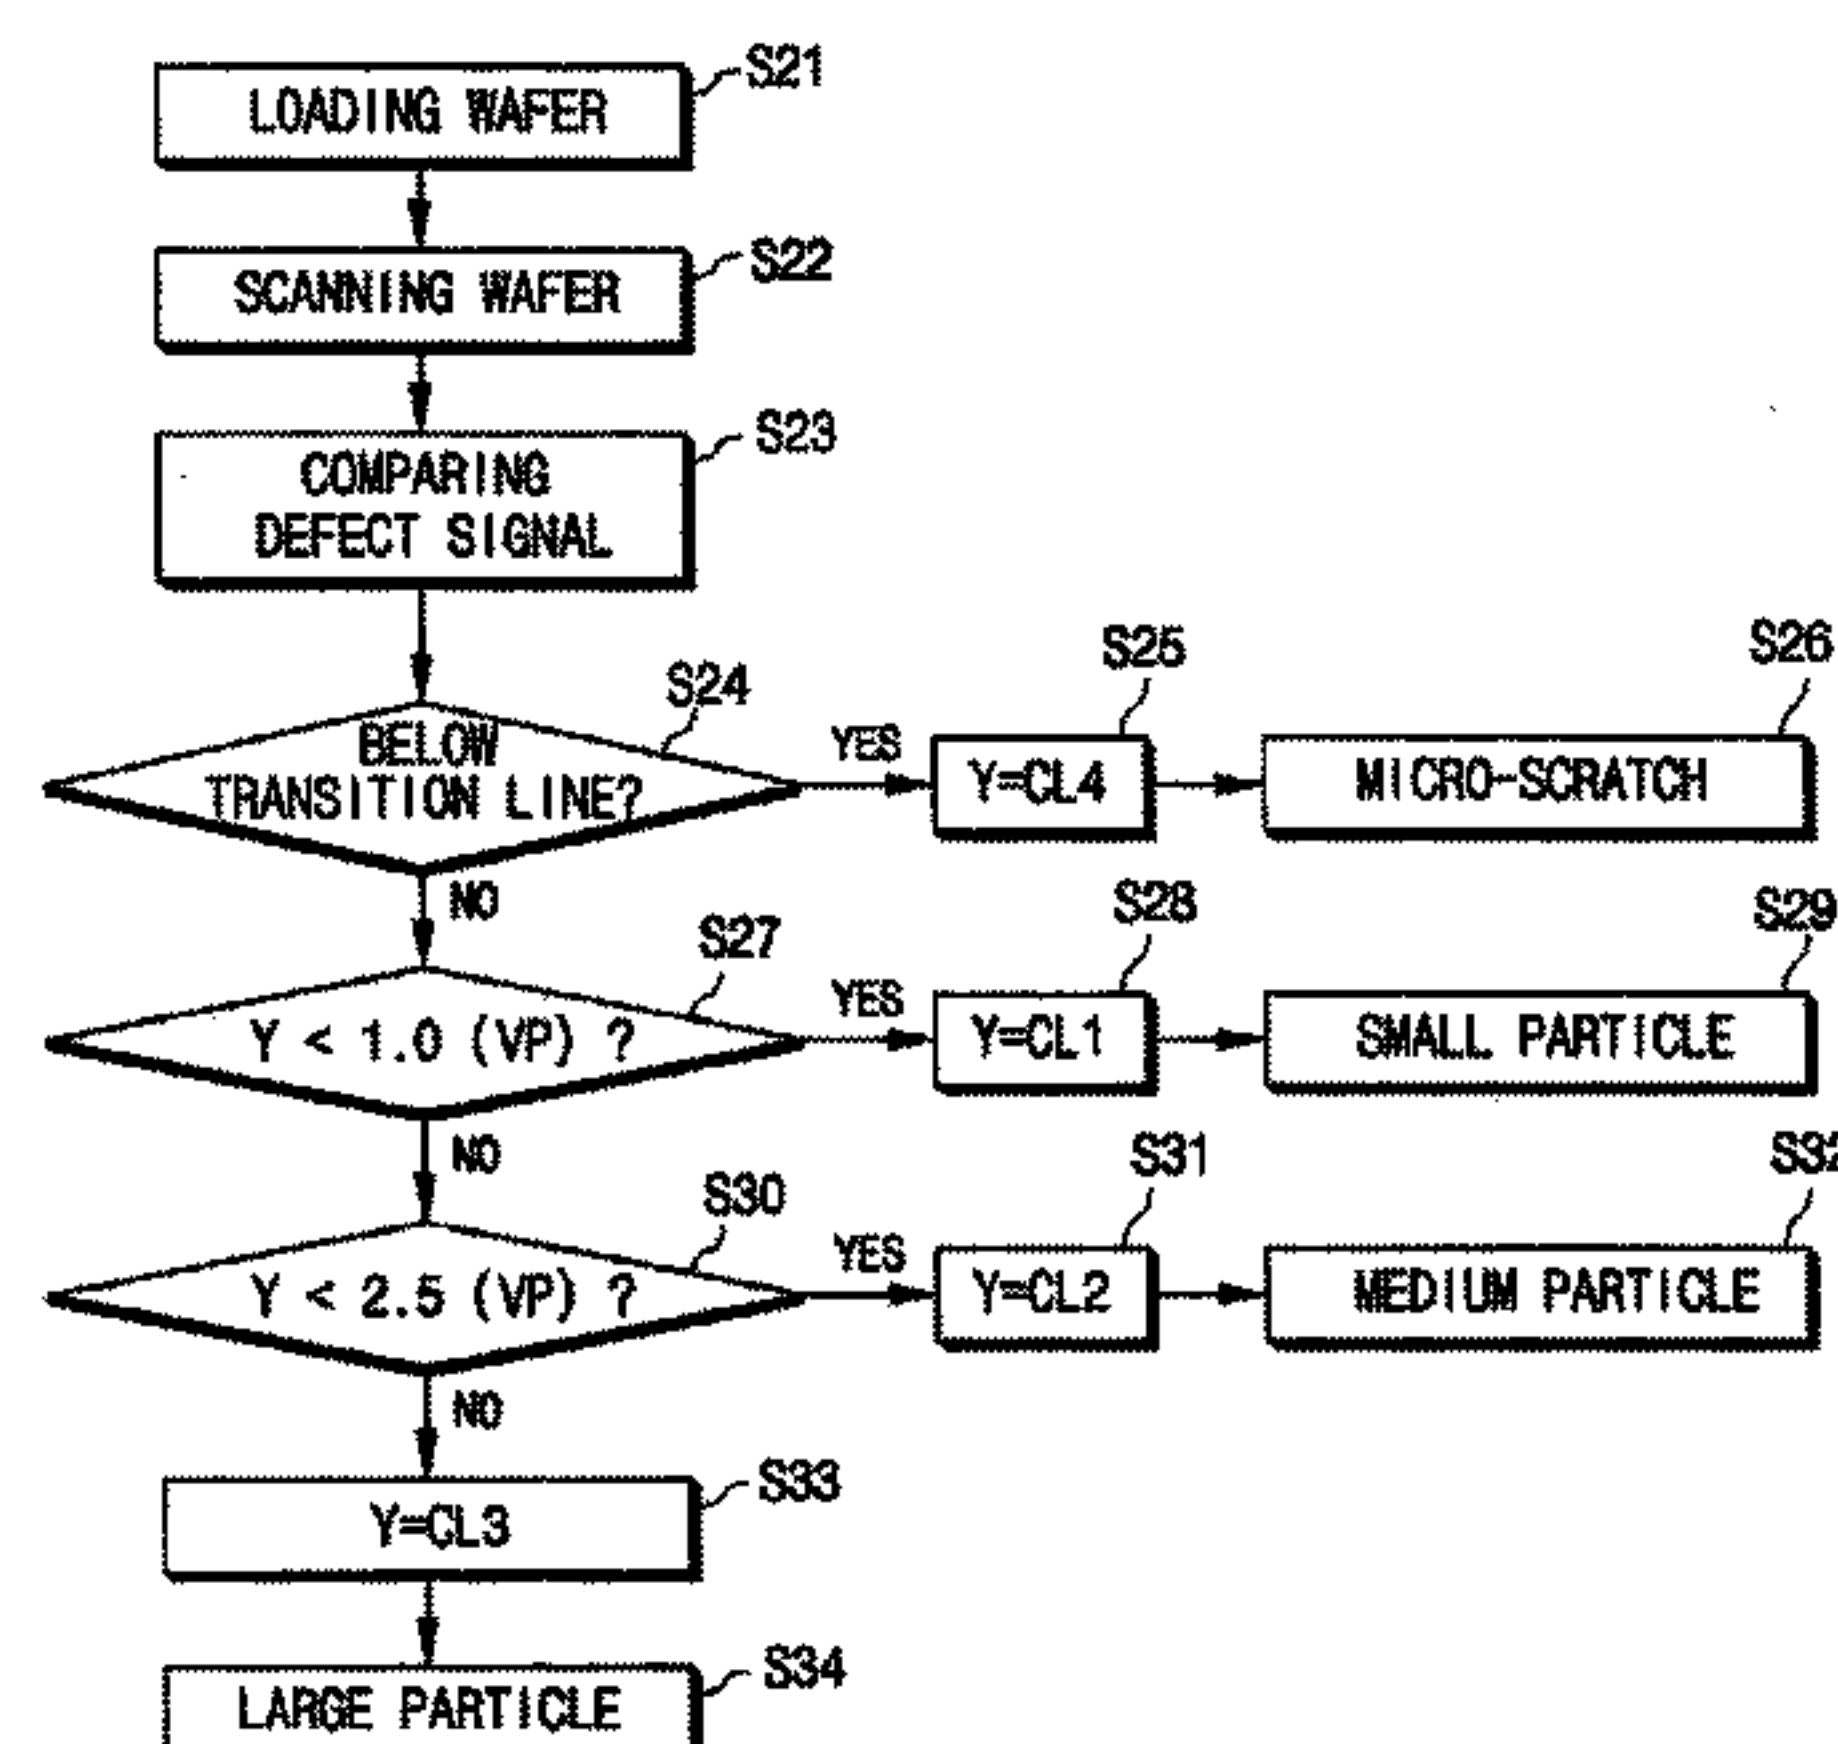 S21
LOADING WAFER
S22
SCANNING WAFER
S23
COMPARING
DEFECT SIGNAL
S24
BELOW
TRANSITION LINE?
YES
S25
Y=CL4
S26
MICRO-SCRATCH
NO
S27
Y < 1.0 (VP) ?
YES
S28
Y=CL1
S29
SMALL PARTICLE
NO
S30
Y < 2.5 (VP) ?
YES
S31
Y=CL2
S32
MEDIUM PARTICLE
NO
S33
Y=CL3
S34
LARGE PARTICLE